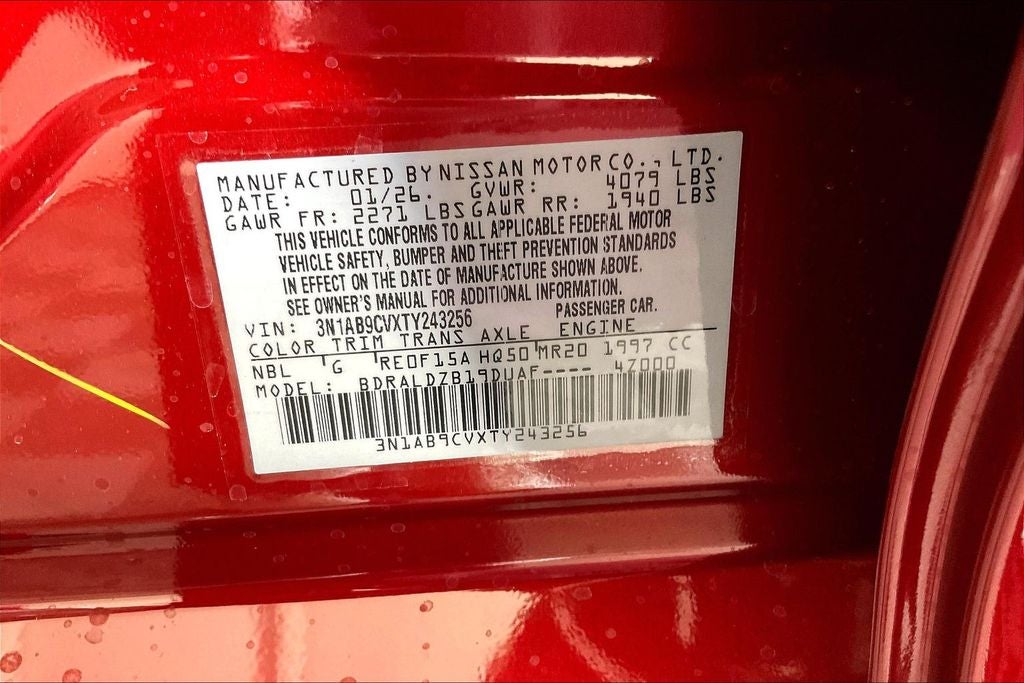 MANUFACTURED BY NISSAN MOTOR CO., LTD.
DATE: 01/26. GVWR: 4079 LBS
GAWR FR: 2271 LBS GAWR RR: 1940 LBS
THIS VEHICLE CONFORMS TO ALL APPLICABLE FEDERAL MOTOR
VEHICLE SAFETY, BUMPER AND THEFT PREVENTION STANDARDS
IN EFFECT ON THE DATE OF MANUFACTURE SHOWN ABOVE.
SEE OWNER'S MANUAL FOR ADDITIONAL INFORMATION.
VIN: 3N1AB9CVXTY243256 PASSENGER CAR.
COLOR TRIM TRANS AXLE ENGINE
NBL G RE0F15A HQ50 MR20 1997 CC
MODEL: BDRALDZB19DUAF---- 4Z000
3N1AB9CVXTY243256